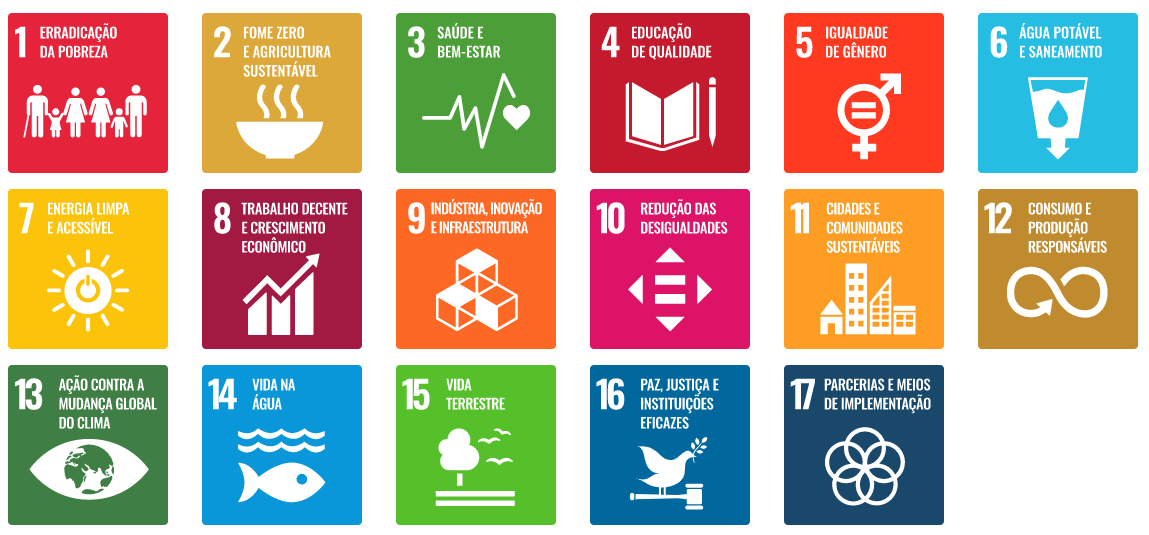 1 ERRADICAÇÃO
DA POBREZA
2 FOME ZERO
E AGRICULTURA
SUSTENTÁVEL
3 SAÚDE E
BEM-ESTAR
4 EDUCAÇÃO
DE QUALIDADE
5 IGUALDADE
DE GÊNERO
6 ÁGUA POTÁVEL
E SANEAMENTO
7 ENERGIA LIMPA
E ACESSÍVEL
8 TRABALHO DECENTE
E CRESCIMENTO
ECONÔMICO
9 INDÚSTRIA, INOVAÇÃO
E INFRAESTRUTURA
10 REDUÇÃO DAS
DESIGUALDADES
11 CIDADES E
COMUNIDADES
SUSTENTÁVEIS
12 CONSUMO E
PRODUÇÃO
RESPONSÁVEIS
13 AÇÃO CONTRA A
MUDANÇA GLOBAL
DO CLIMA
14 VIDA NA
ÁGUA
15 VIDA
TERRESTRE
16 PAZ, JUSTIÇA E
INSTITUIÇÕES
EFICAZES
17 PARCERIAS E MEIOS
DE IMPLEMENTAÇÃO